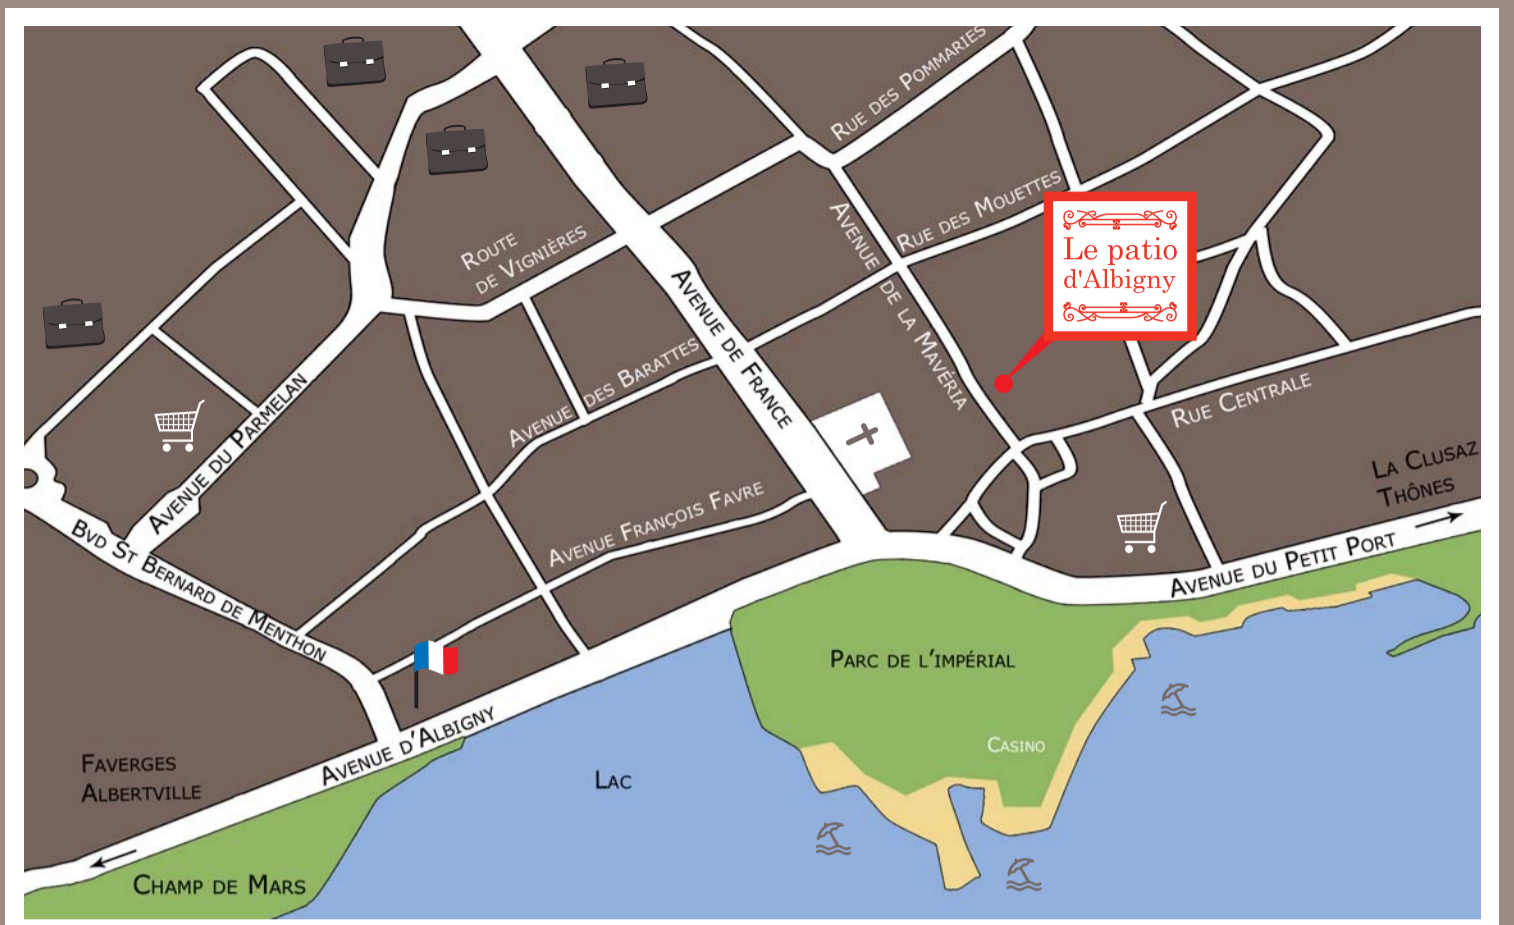 Rue des Pommaries
Rue des Mouettes
Avenue de la Mavéria
Le patio
d'Albigny
Route
de Vignières
Avenue de France
Avenue des Barattes
Avenue du Parmelan
Rue Centrale
La Clusaz
Thônes
Avenue François Favre
Bvd St Bernard de Menthon
Avenue du Petit Port
Parc de l'Impérial
Casino
Avenue d'Albigny
Lac
Faverges
Albertville
Champ de Mars